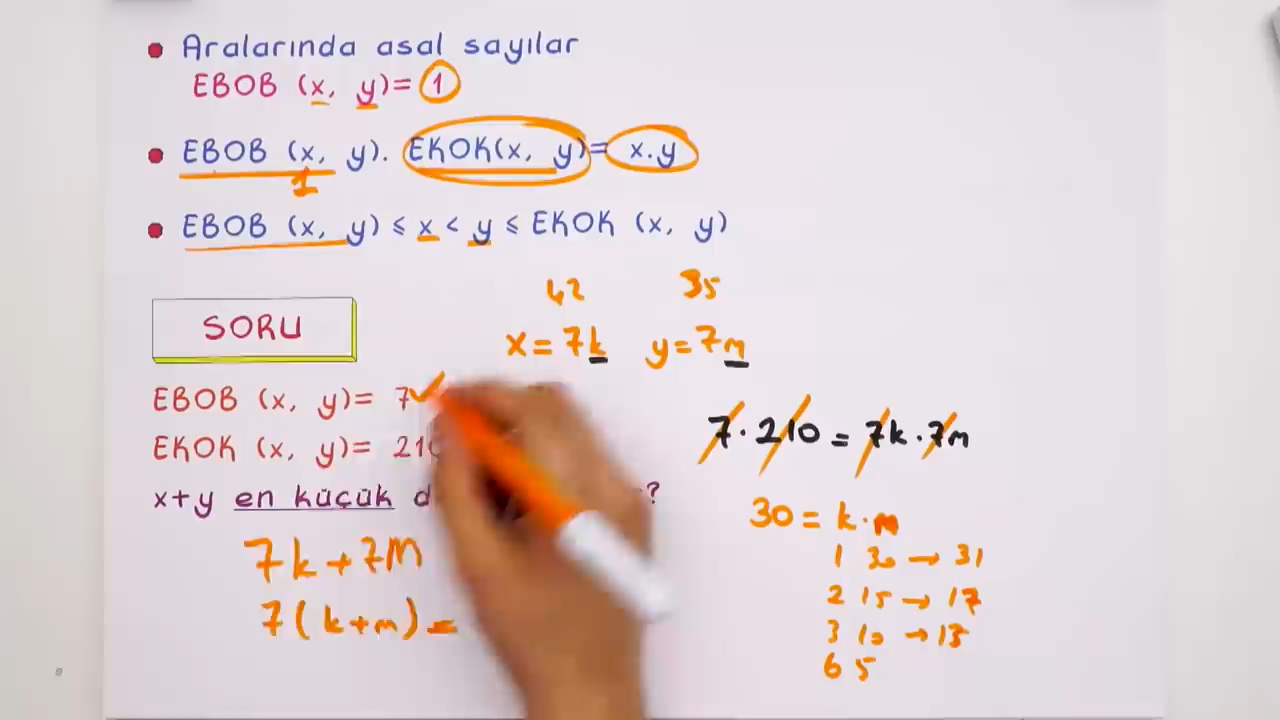 Aralarında asal sayılar
EBOB (x, y)= 1
EBOB (x, y). EKOK(x, y)= x.y
1
EBOB (x, y) ≤ x < y ≤ EKOK (x, y)
SORU
42 35
x= 7k y= 7m
EBOB (x, y)= 7
EKOK (x, y)= 210
x+y en küçük
7k+7m
7(k+m)=
7.210 = 7k.7m
30 = k.m
1 30 → 31
2 15 → 17
3 10 → 13
6 5